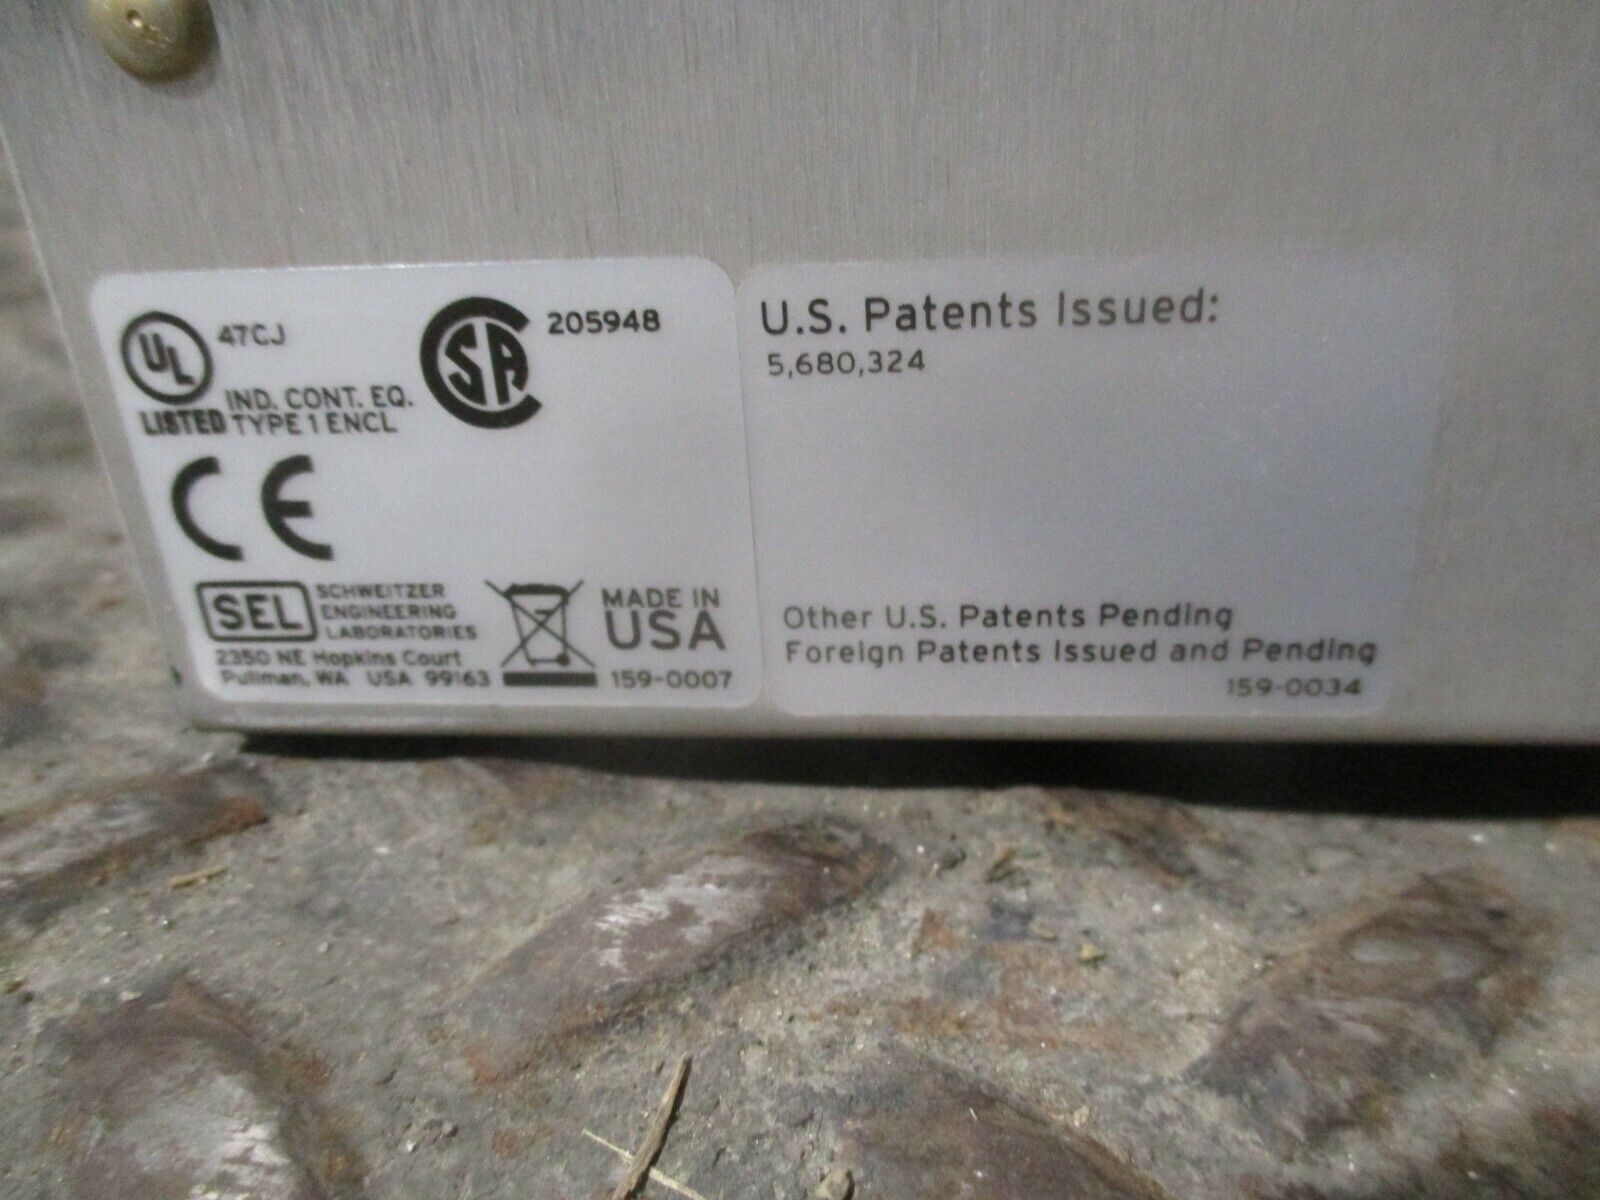 UL 47CJ
LISTED IND. CONT. EQ.
TYPE 1 ENCL
CSA 205948
CE
SEL SCHWEITZER
ENGINEERING
LABORATORIES
2350 NE Hopkins Court
Pullman, WA USA 99163
MADE IN
USA
159-0007
U.S. Patents Issued:
5,680,324
Other U.S. Patents Pending
Foreign Patents Issued and Pending
159-0034